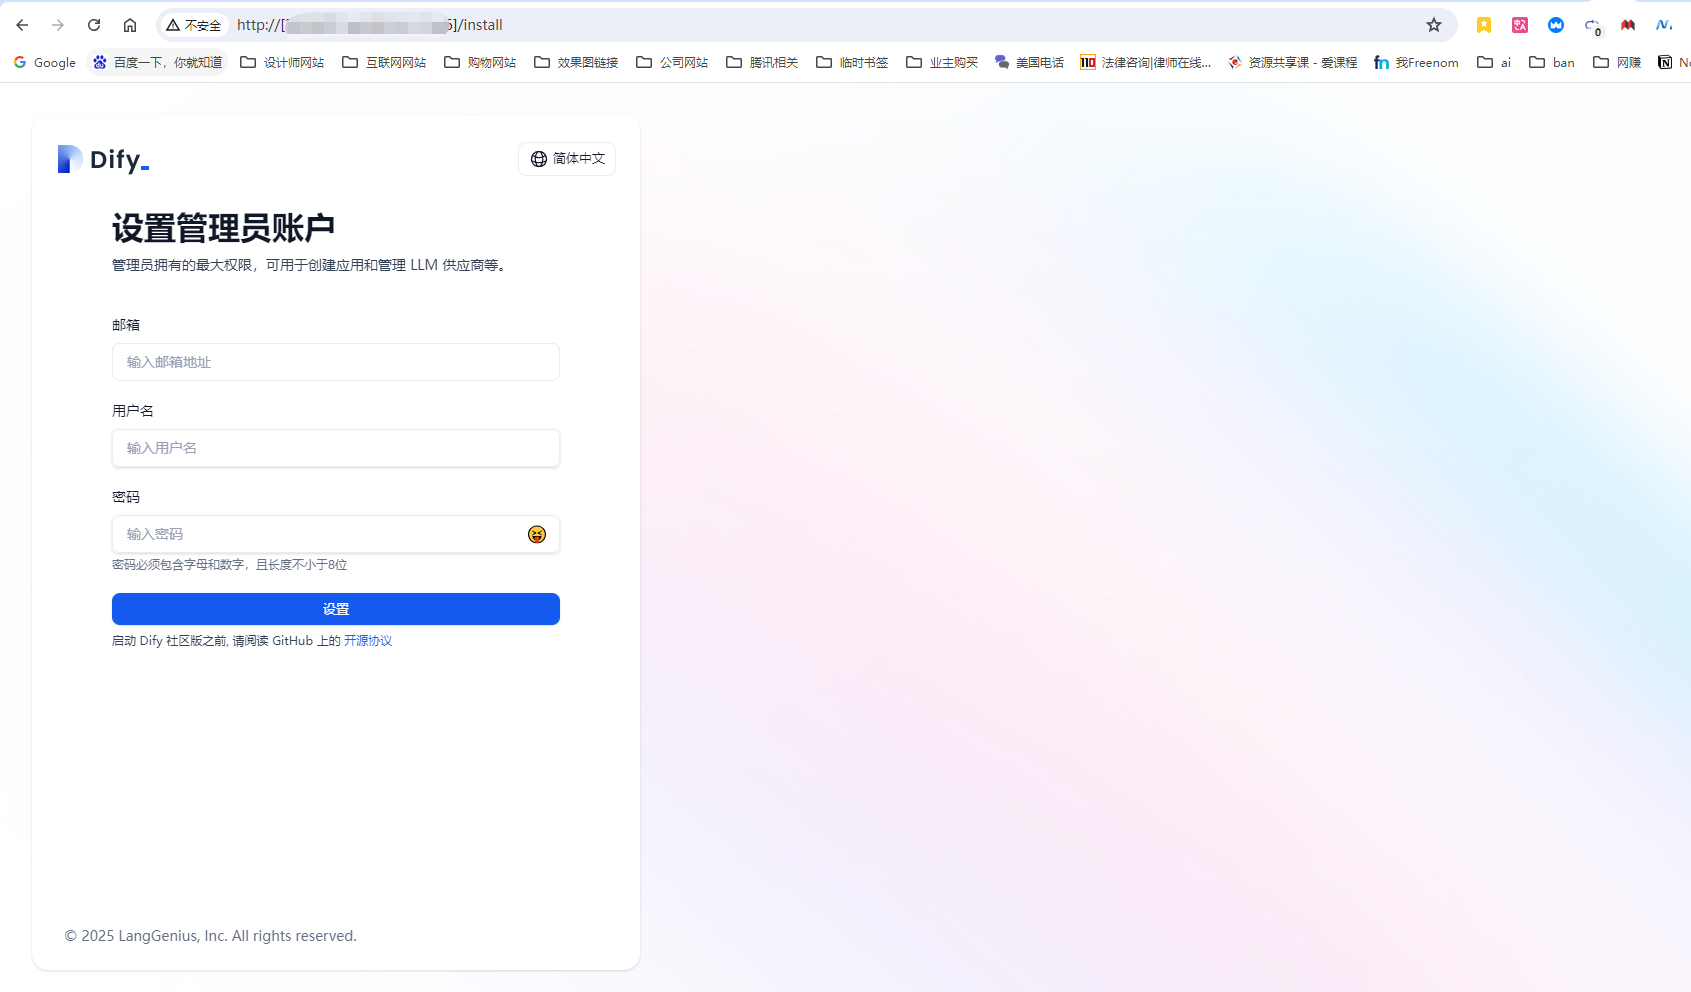 不安全 http://[ 6]/install
Google 百度一下，你就知道 设计师网站 互联网网站 购物网站 效果图链接 公司网站 腾讯相关 临时书签 业主购买 美国电话 法律咨询|律师在线... 资源共享课 - 爱课程 我Freenom ai ban 网赚
Dify_
简体中文
设置管理员账户
管理员拥有的最大权限，可用于创建应用和管理 LLM 供应商等。
邮箱
输入邮箱地址
用户名
输入用户名
密码
输入密码
密码必须包含字母和数字，且长度不小于8位
设置
启动 Dify 社区版之前, 请阅读 GitHub 上的 开源协议
© 2025 LangGenius, Inc. All rights reserved.